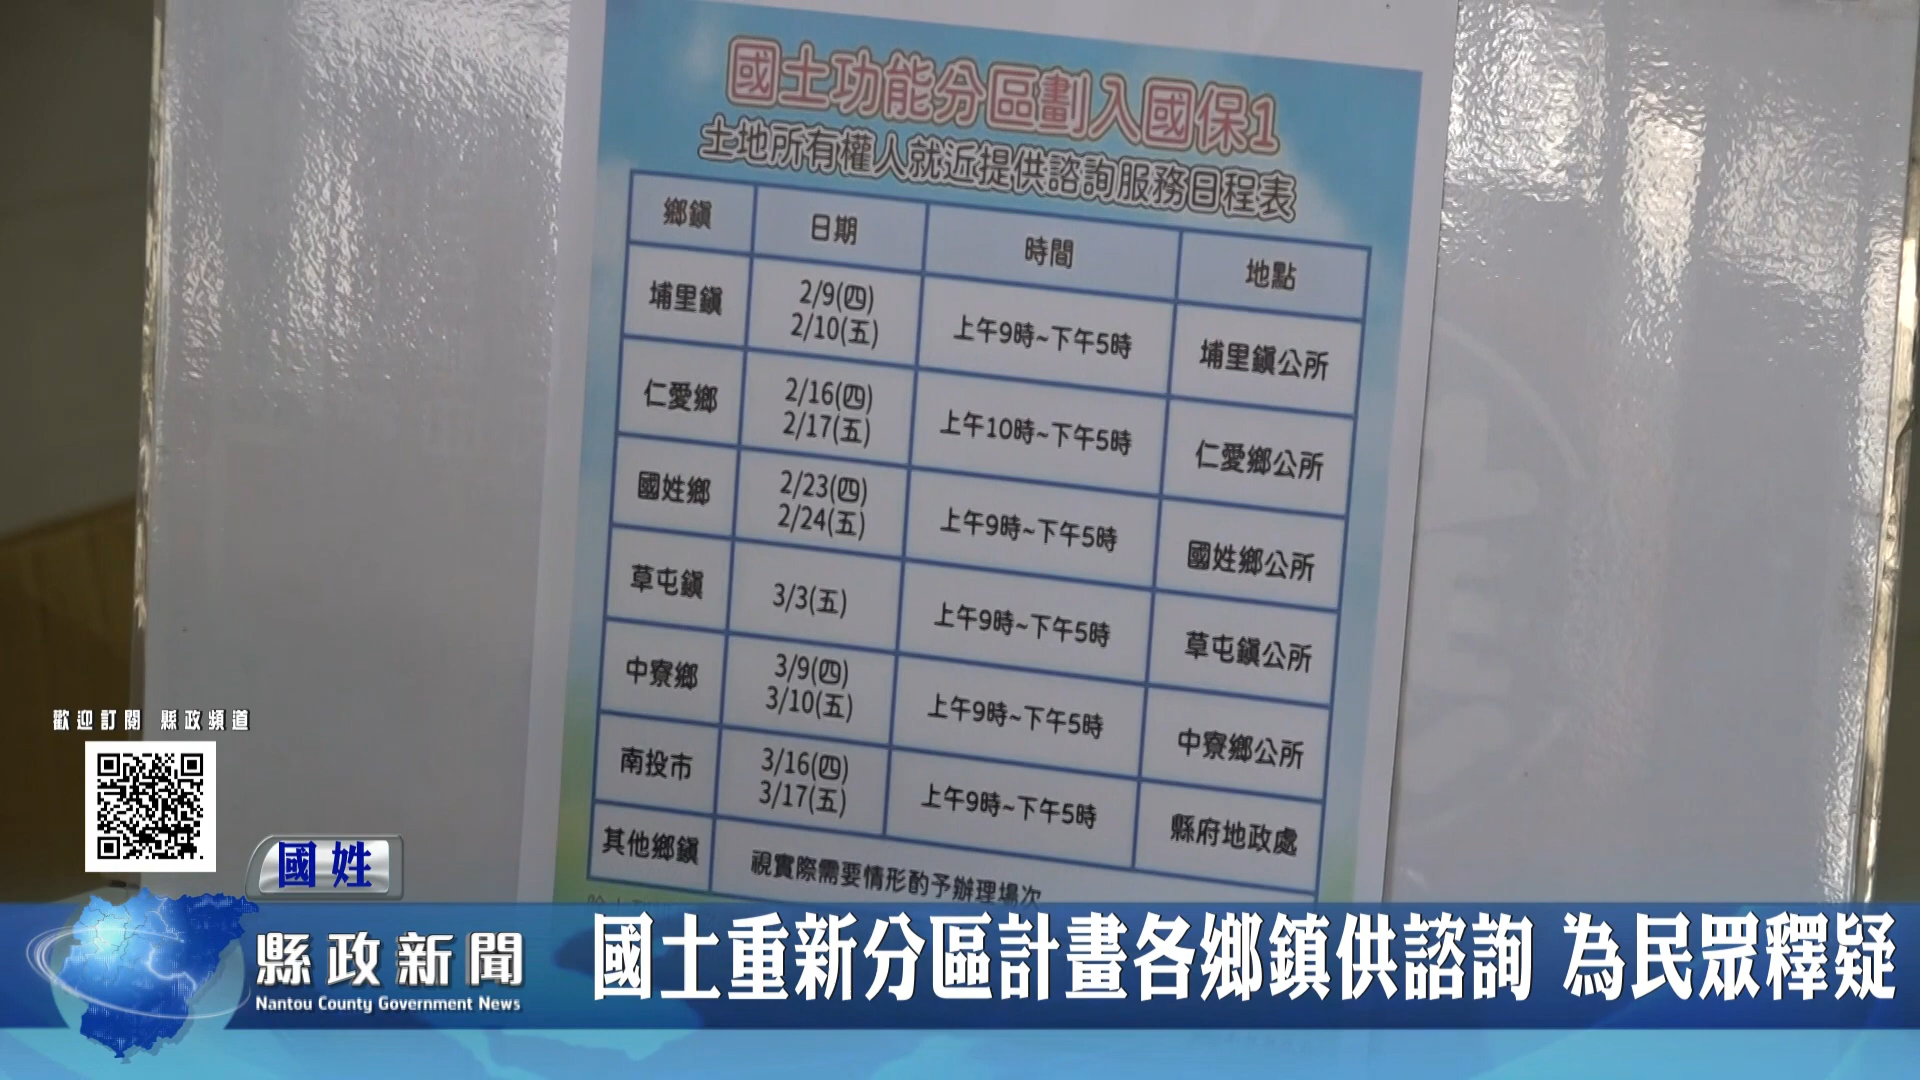 國土功能分區劃入國保1
土地所有權人就近提供諮詢服務日程表
鄉鎮 日期 時間 地點
埔里鎮 2/9(四) 2/10(五) 上午9時~下午5時 埔里鎮公所
仁愛鄉 2/16(四) 2/17(五) 上午10時~下午5時 仁愛鄉公所
國姓鄉 2/23(四) 2/24(五) 上午9時~下午5時 國姓鄉公所
草屯鎮 3/3(五) 上午9時~下午5時 草屯鎮公所
中寮鄉 3/9(四) 3/10(五) 上午9時~下午5時 中寮鄉公所
南投市 3/16(四) 3/17(五) 上午9時~下午5時 縣府地政處
其他鄉鎮 視實際需要情形酌予辦理場次
歡迎訂閱 縣政頻道
國姓
縣政新聞
Nantou County Government News
國土重新分區計畫各鄉鎮供諮詢 為民眾釋疑